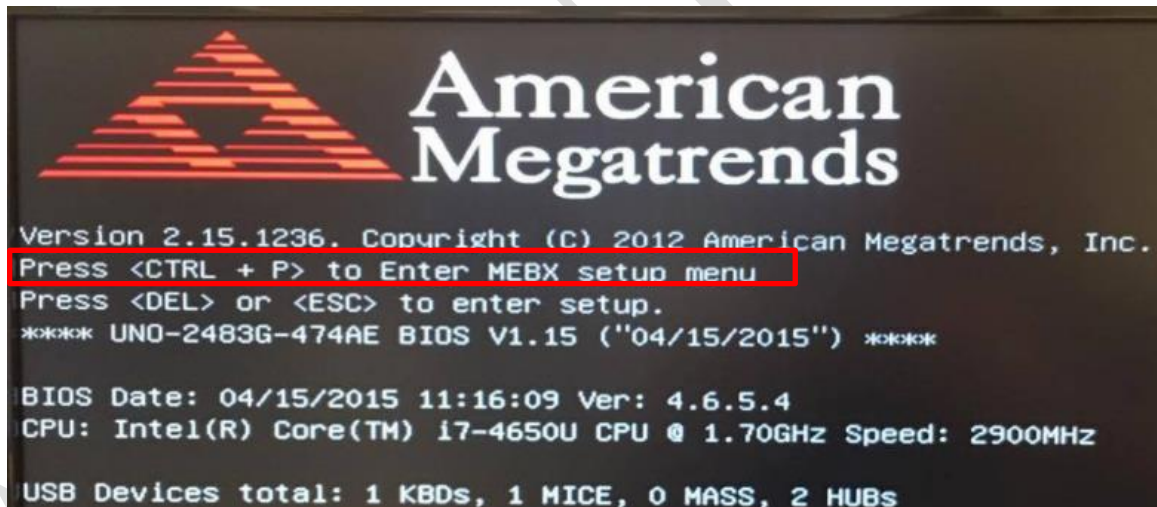 American
Megatrends
Version 2.15.1236. Copyright (C) 2012 American Megatrends, Inc.
Press <CTRL + P> to Enter MEBX setup menu
Press <DEL> or <ESC> to enter setup.
**** UNO-2483G-474AE BIOS V1.15 ("04/15/2015") ****
BIOS Date: 04/15/2015 11:16:09 Ver: 4.6.5.4
CPU: Intel(R) Core(TM) i7-4650U CPU @ 1.70GHz Speed: 2900MHz
USB Devices total: 1 KBDs, 1 MICE, 0 MASS, 2 HUBs